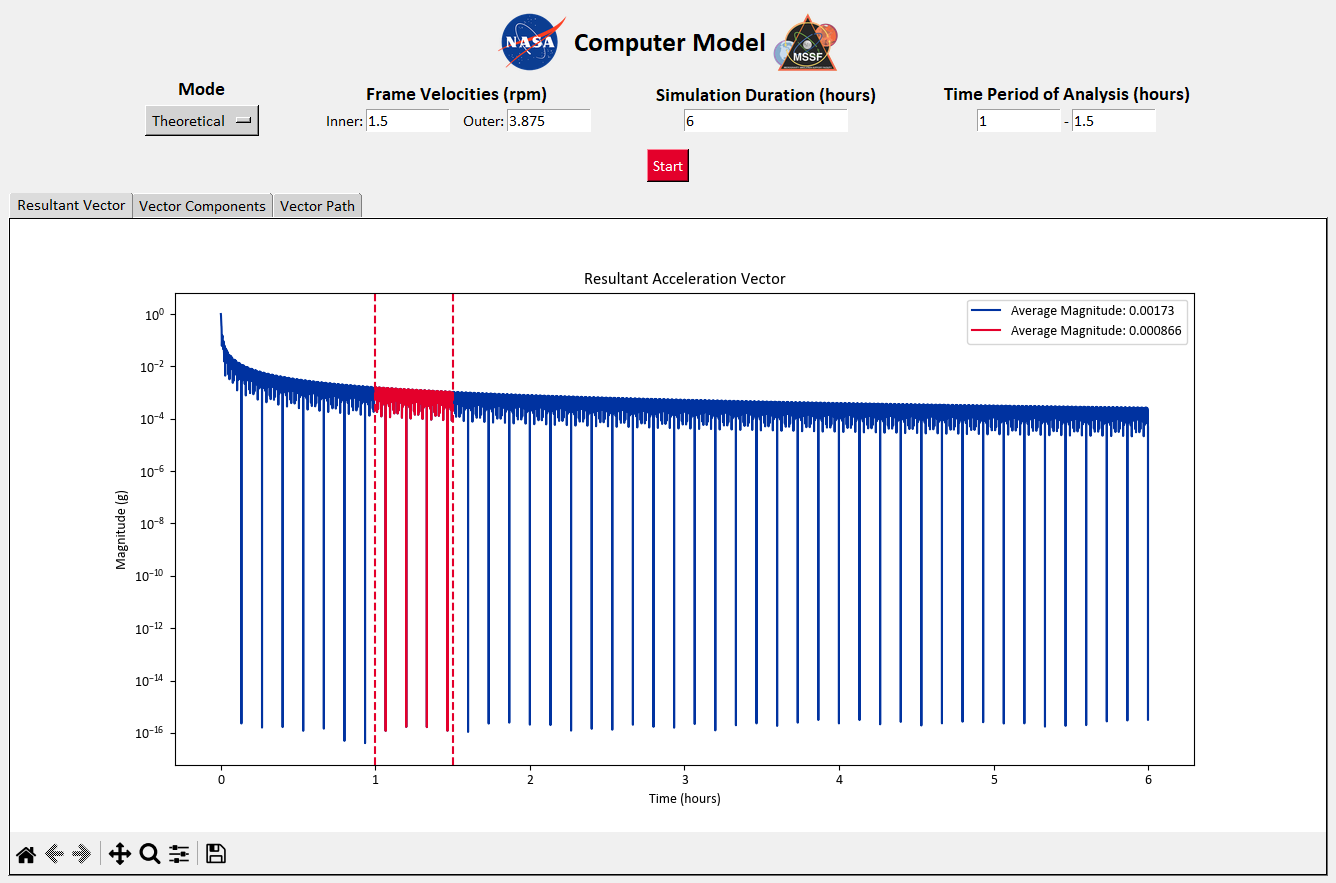 NASA Computer Model MSSF
Mode Frame Velocities (rpm) Simulation Duration (hours) Time Period of Analysis (hours)
Theoretical Inner: 1.5 Outer: 3.875 6 1 - 1.5
Start
Resultant Vector Vector Components Vector Path
Resultant Acceleration Vector
Average Magnitude: 0.00173
Average Magnitude: 0.000866
Magnitude (g)
10⁰
10⁻²
10⁻⁴
10⁻⁶
10⁻⁸
10⁻¹⁰
10⁻¹²
10⁻¹⁴
10⁻¹⁶
0 1 2 3 4 5 6
Time (hours)